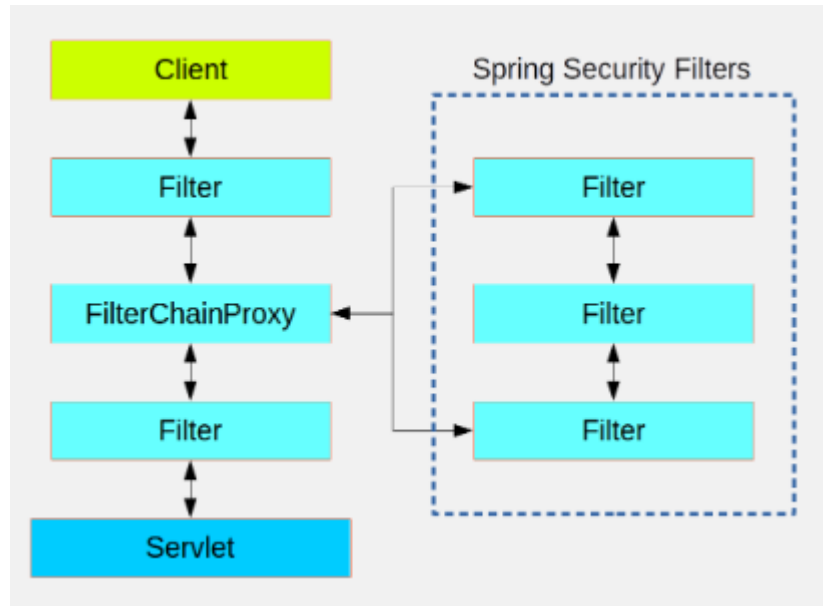 Client
Filter
FilterChainProxy
Filter
Servlet
Spring Security Filters
Filter
Filter
Filter